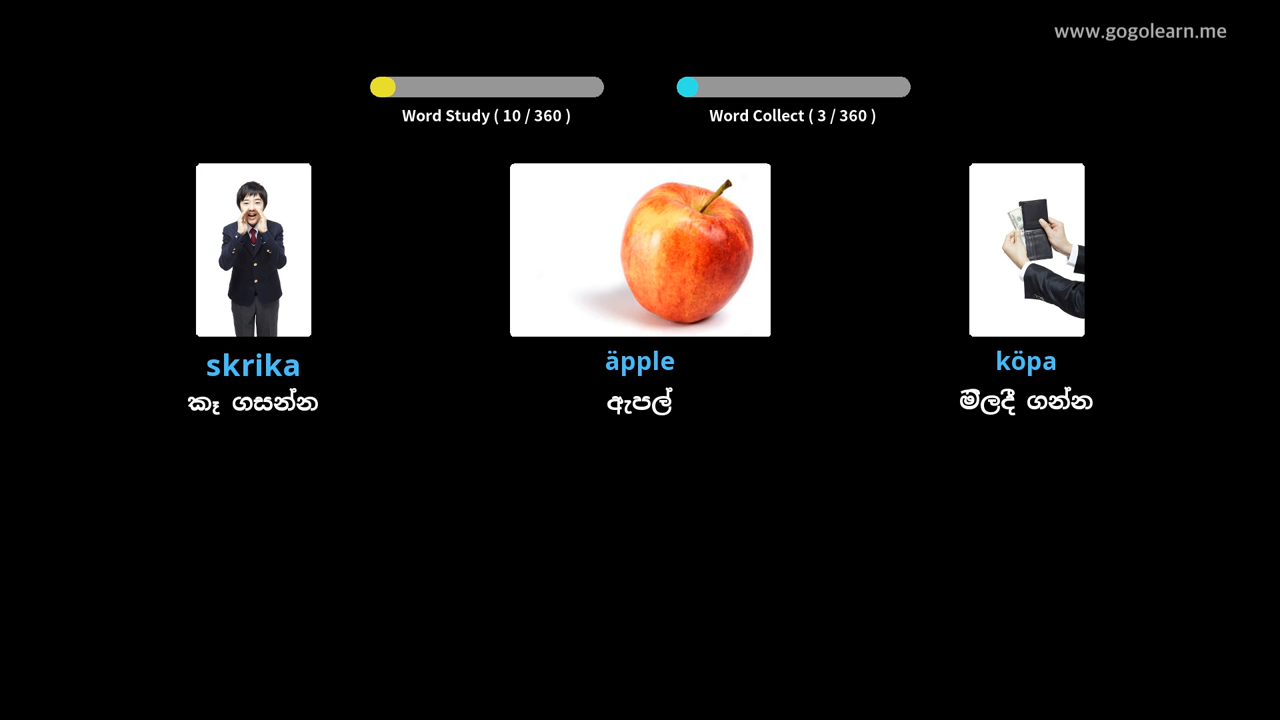 www.gogolearn.me
Word Study ( 10 / 360 )
Word Collect ( 3 / 360 )
skrika
කෑ ගසන්න
äpple
ඇපල්
köpa
මිලදී ගන්න